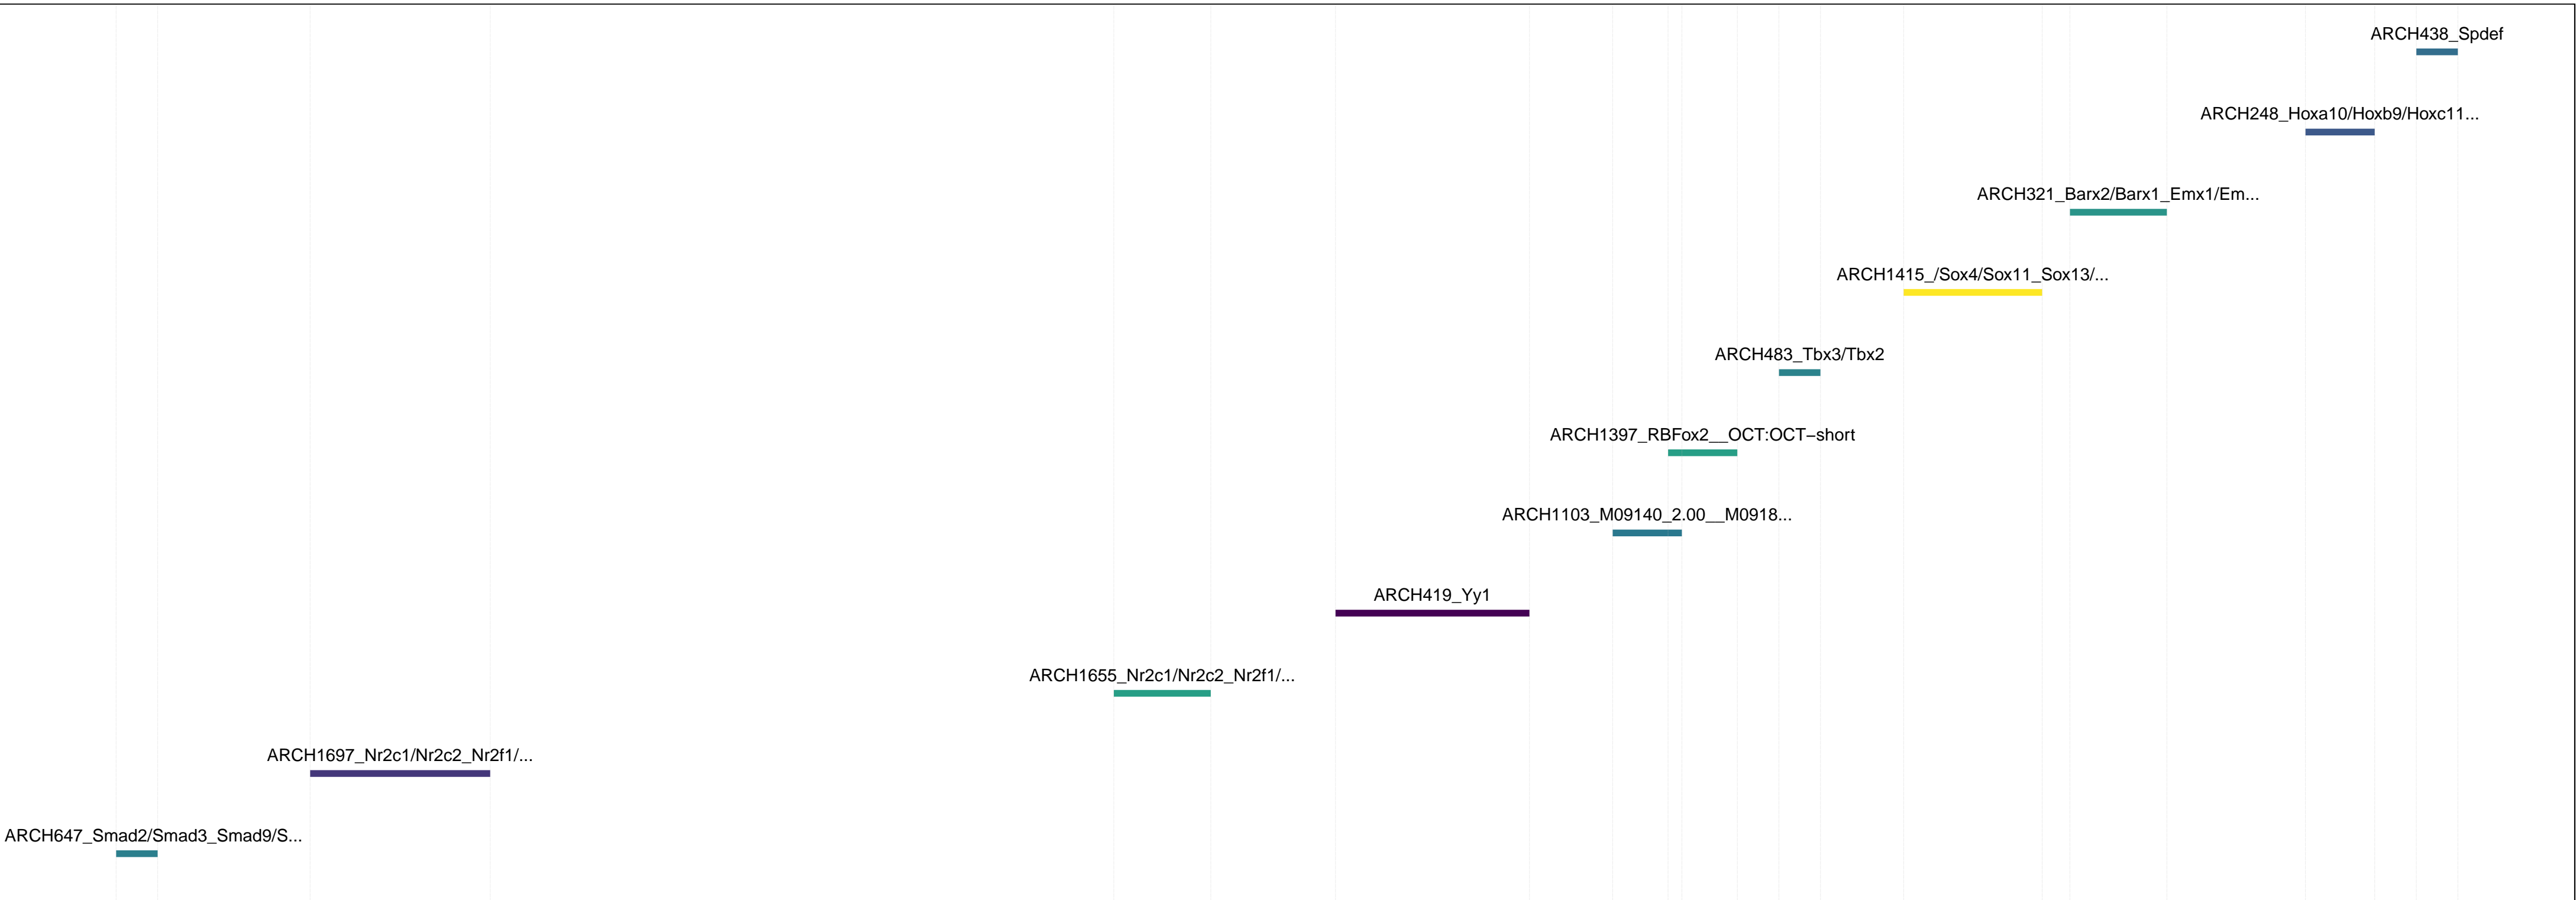 ARCH438_Spdef
ARCH248_Hoxa10/Hoxb9/Hoxc11...
ARCH321_Barx2/Barx1_Emx1/Em...
ARCH1415_/Sox4/Sox11_Sox13/...
ARCH483_Tbx3/Tbx2
ARCH1397_RBFox2__OCT:OCT−short
ARCH1103_M09140_2.00__M0918...
ARCH419_Yy1
ARCH1655_Nr2c1/Nr2c2_Nr2f1/...
ARCH1697_Nr2c1/Nr2c2_Nr2f1/...
ARCH647_Smad2/Smad3_Smad9/S...